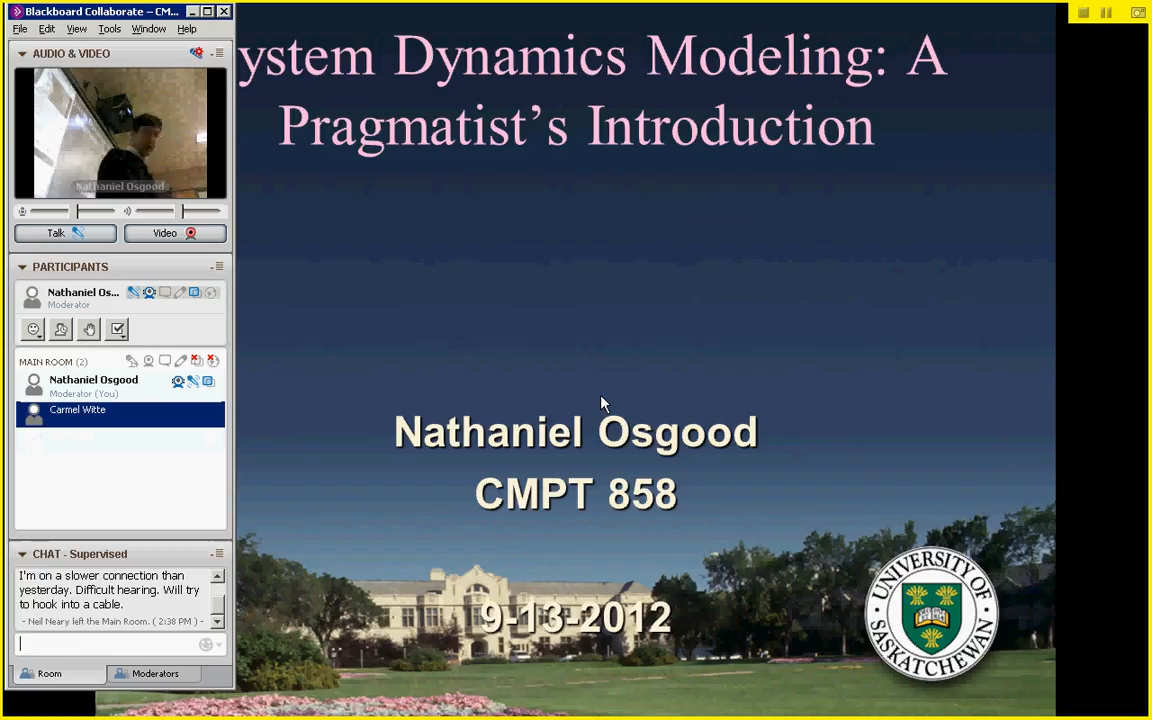 Blackboard Collaborate – CM...
File Edit View Tools Window Help
AUDIO & VIDEO
Nathaniel Osgood
Talk
Video
PARTICIPANTS
Nathaniel Os...
Moderator
MAIN ROOM (2)
Nathaniel Osgood
Moderator (You)
Carmel Witte
CHAT - Supervised
I'm on a slower connection than
yesterday. Difficult hearing. Will try
to hook into a cable.
- Neil Neary left the Main Room. ( 2:38 PM ) -
Room
Moderators
ystem Dynamics Modeling: A
Pragmatist’s Introduction
Nathaniel Osgood
CMPT 858
9-13-2012
UNIVERSITY OF
SASKATCHEWAN